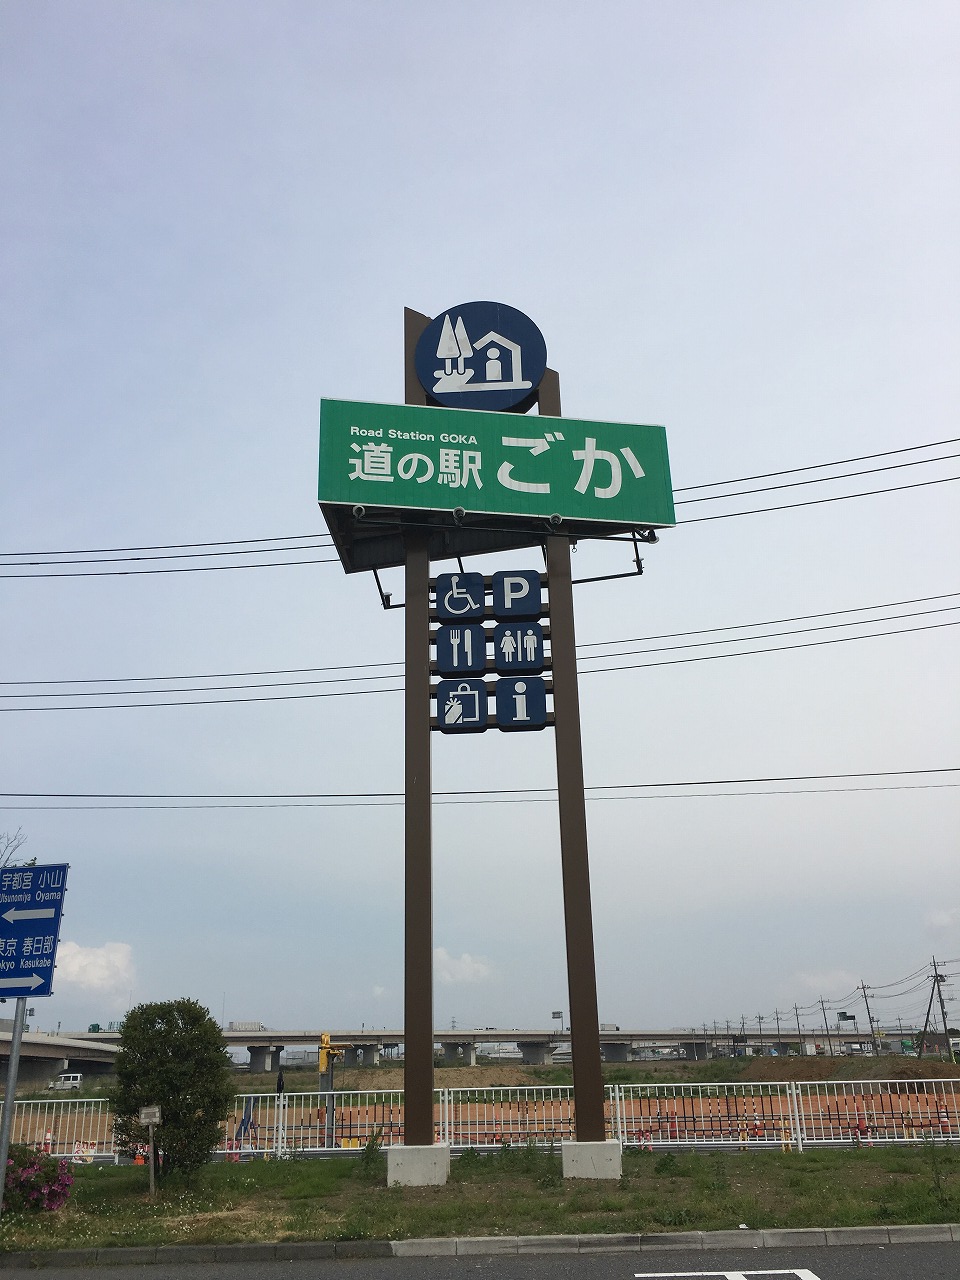 Road Station GOKA
道の駅 ごか
P
i
宇都宮 小山
Utsunomiya Oyama
東京 春日部
Kasukabe